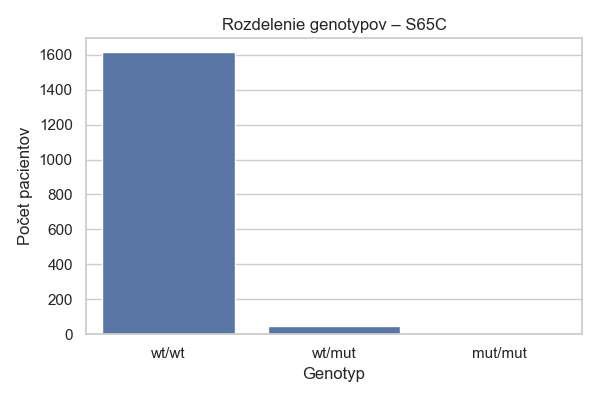 Rozdelenie genotypov – S65C
Počet pacientov
1600
1400
1200
1000
800
600
400
200
0
wt/wt
wt/mut
mut/mut
Genotyp